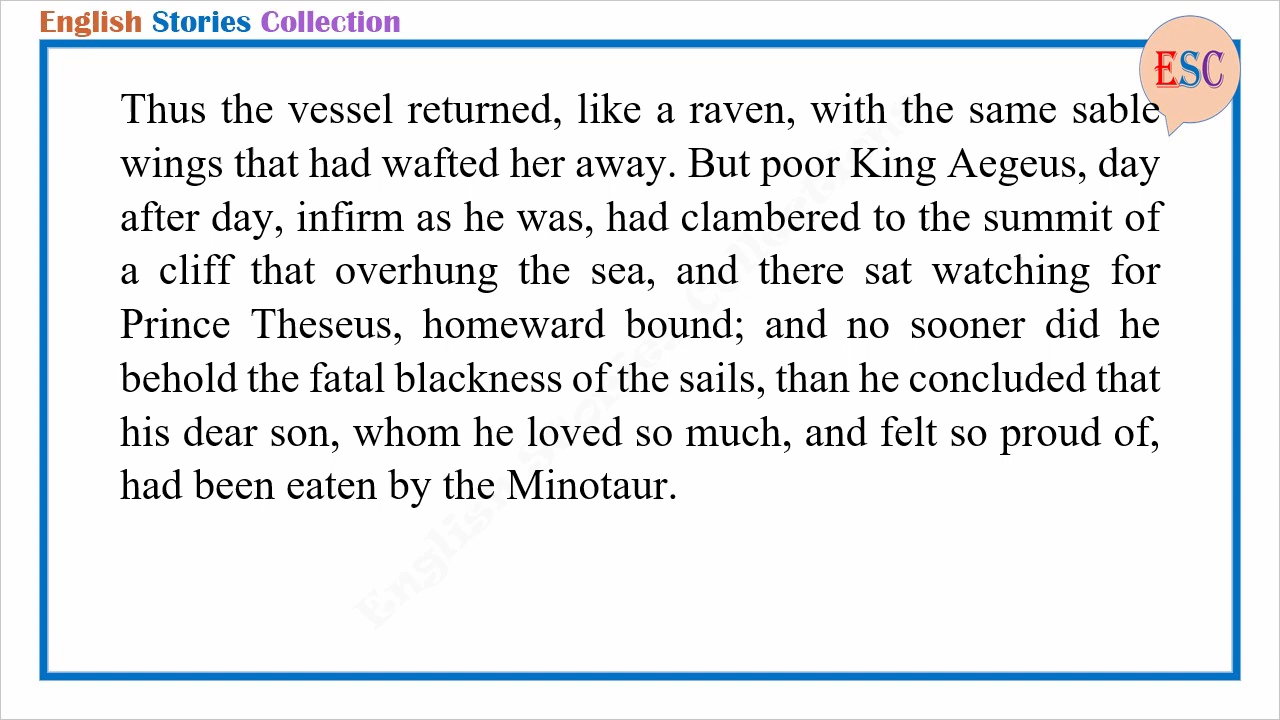 English Stories Collection
ESC
Thus the vessel returned, like a raven, with the same sable
wings that had wafted her away. But poor King Aegeus, day
after day, infirm as he was, had clambered to the summit of
a cliff that overhung the sea, and there sat watching for
Prince Theseus, homeward bound; and no sooner did he
behold the fatal blackness of the sails, than he concluded that
his dear son, whom he loved so much, and felt so proud of,
had been eaten by the Minotaur.
English Stories Collection